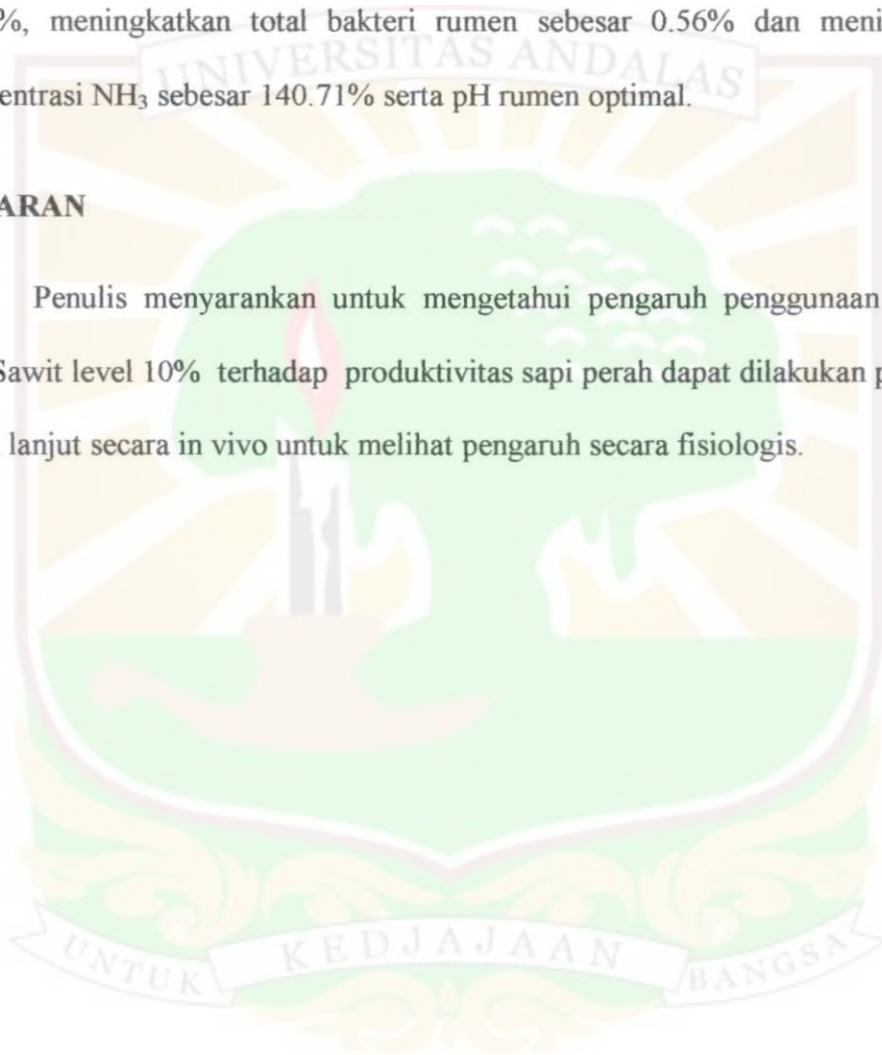 %, meningkatkan total bakteri rumen sebesar 0.56% dan meni
UNIVERSITAS ANDALAS
entrasi NH₃ sebesar 140.71% serta pH rumen optimal.
ARAN
Penulis menyarankan untuk mengetahui pengaruh penggunaan
Sawit level 10% terhadap produktivitas sapi perah dapat dilakukan p
lanjut secara in vivo untuk melihat pengaruh secara fisiologis.
UNTUK KEDJAJAAN BANGSA